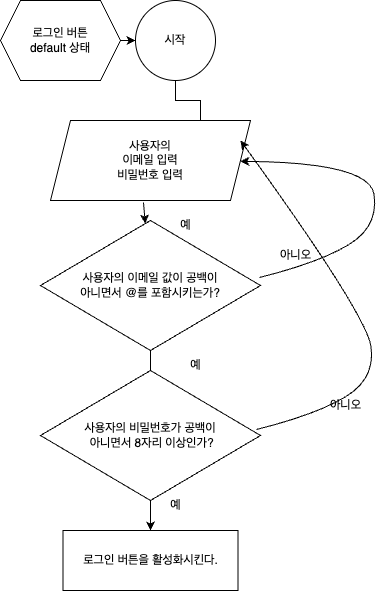 로그인 버튼
default 상태
시작
사용자의
이메일 입력
비밀번호 입력
예
사용자의 이메일 값이 공백이
아니면서 @를 포함시키는가?
아니오
예
사용자의 비밀번호가 공백이
아니면서 8자리 이상인가?
아니오
예
로그인 버튼을 활성화시킨다.